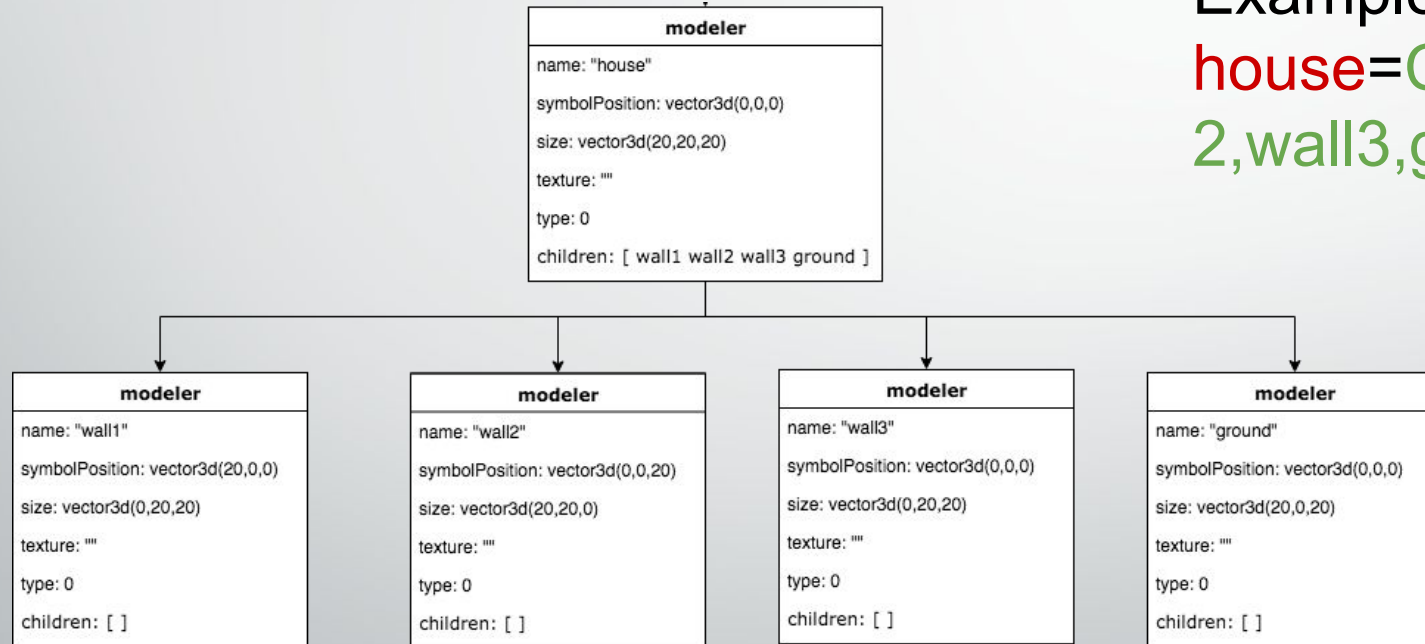 modeler
name: "house"
symbolPosition: vector3d(0,0,0)
size: vector3d(20,20,20)
texture: ""
type: 0
children: [ wall1 wall2 wall3 ground ]
house=
2,wall3,
modeler
name: "wall1"
symbolPosition: vector3d(20,0,0)
size: vector3d(0,20,20)
texture: ""
type: 0
children: [ ]
modeler
name: "wall2"
symbolPosition: vector3d(0,0,20)
size: vector3d(20,20,0)
texture: ""
type: 0
children: [ ]
modeler
name: "wall3"
symbolPosition: vector3d(0,0,0)
size: vector3d(0,20,20)
texture: ""
type: 0
children: [ ]
modeler
name: "ground"
symbolPosition: vector3d(0,0,0)
size: vector3d(20,0,20)
texture: ""
type: 0
children: [ ]